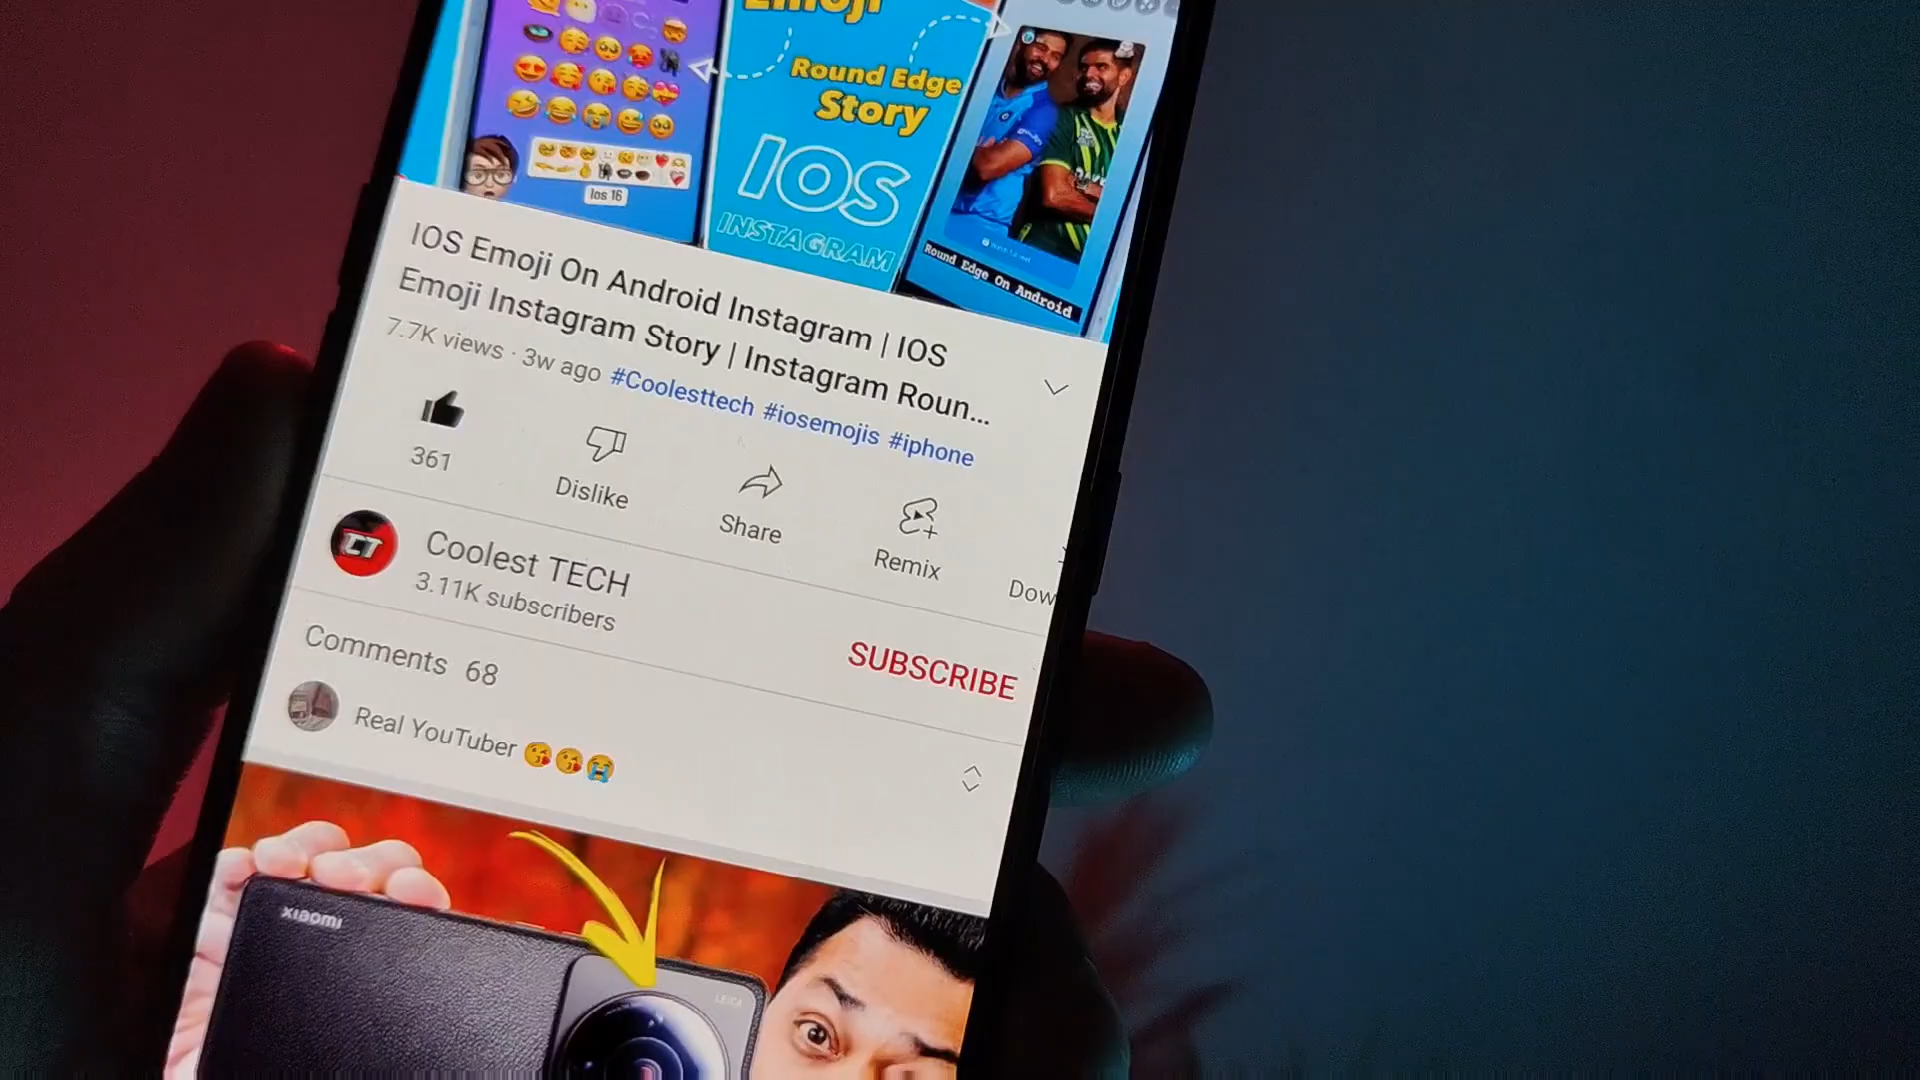 Emoji
Round Edge
Story
IOS
INSTAGRAM
Ios 16
Round Edge On Android
IOS Emoji On Android Instagram | IOS
Emoji Instagram Story | Instagram Roun...
7.7K views · 3w ago #Coolesttech #iosemojis #iphone
361
Dislike
Share
Remix
Dow
CT
Coolest TECH
3.11K subscribers
SUBSCRIBE
Comments 68
Real YouTuber 😘😘😭
xiaomi
LEICA